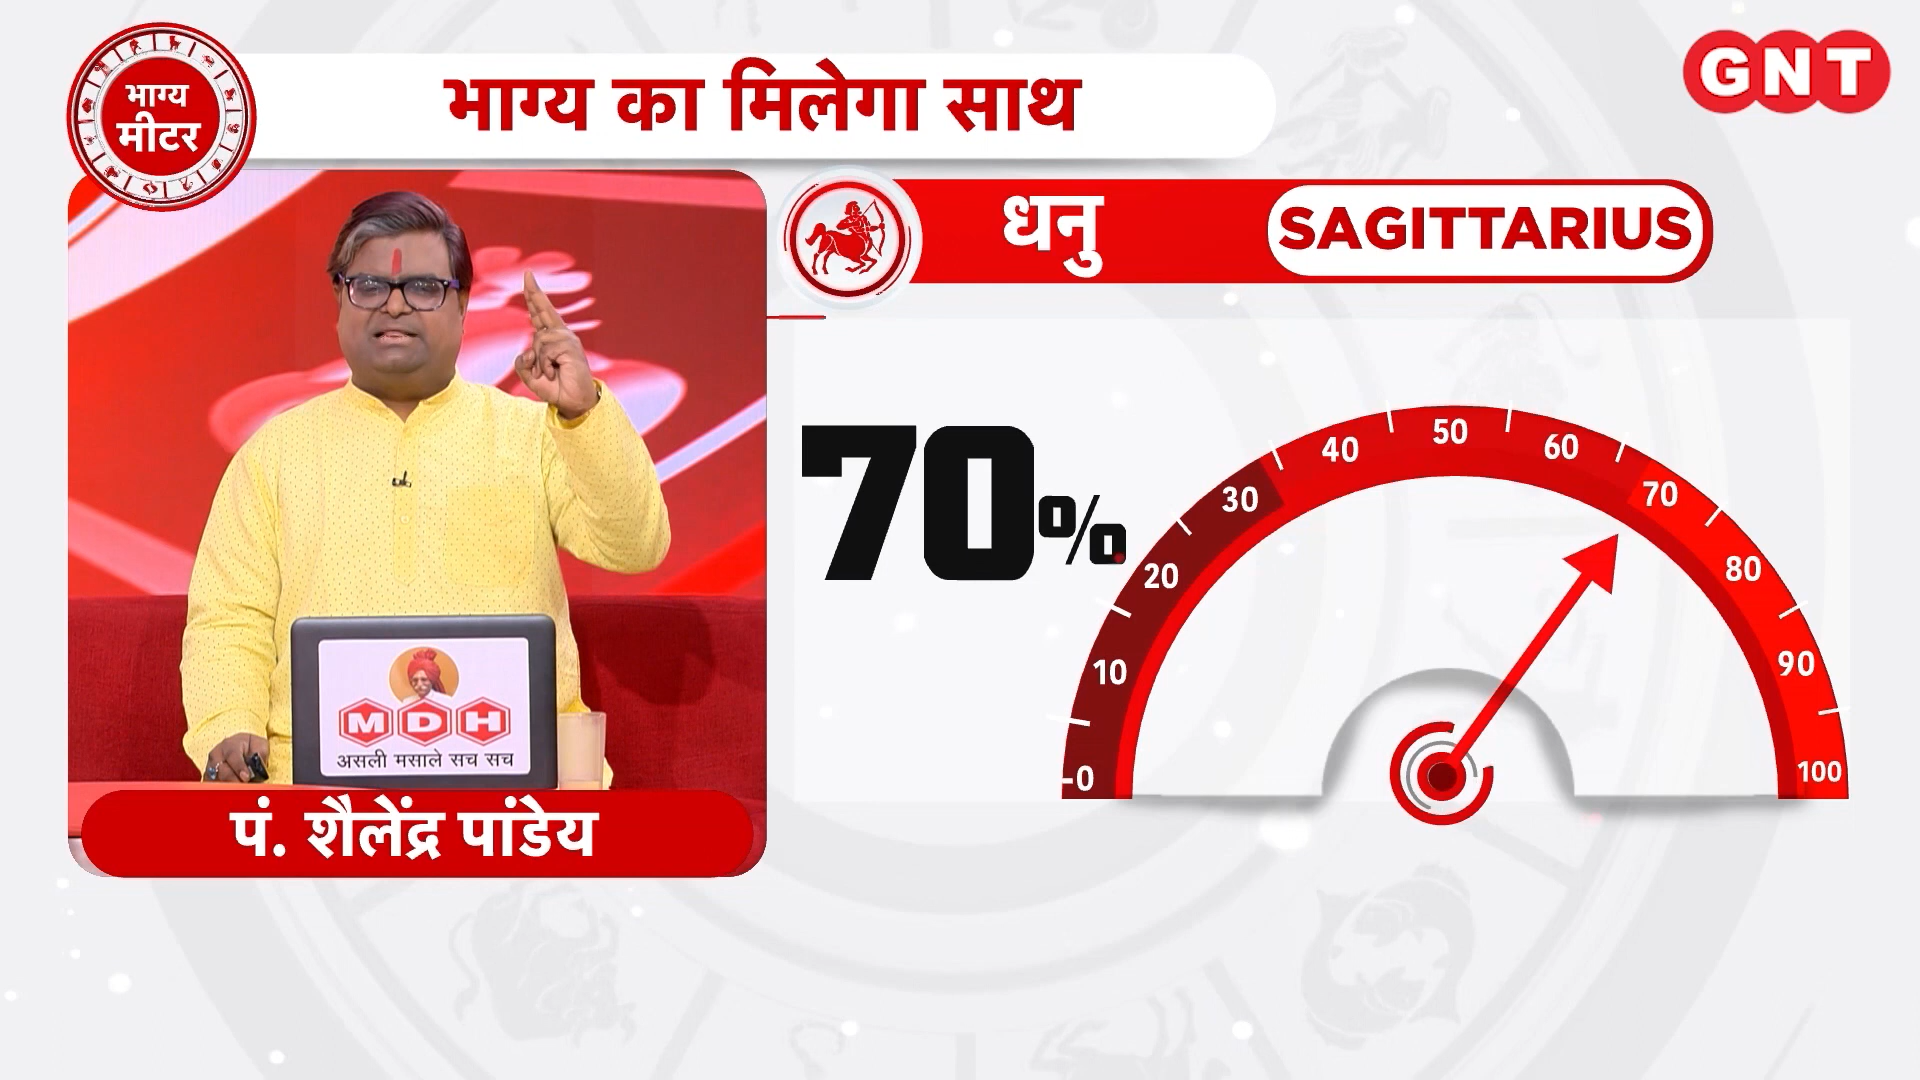 भाग्य
मीटर
भाग्य का मिलेगा साथ
GNT
धनु
SAGITTARIUS
70%
-0
10
20
30
40
50
60
70
80
90
100
MDH
असली मसाले सच सच
पं. शैलेंद्र पांडेय